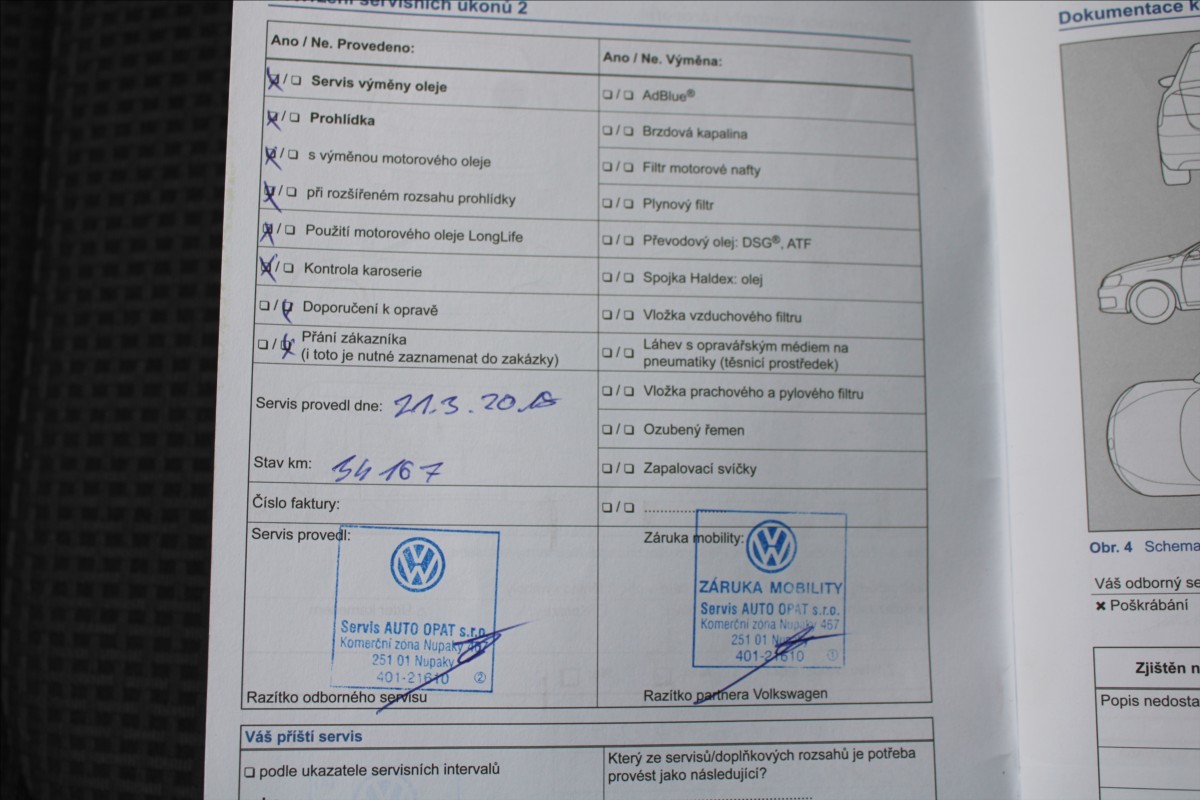 servisních úkonů 2
Ano / Ne. Provedeno:
❏ / ❏ Servis výměny oleje
❏ / ❏ Prohlídka
❏ / ❏ s výměnou motorového oleje
❏ / ❏ při rozšířeném rozsahu prohlídky
❏ / ❏ Použití motorového oleje LongLife
❏ / ❏ Kontrola karoserie
❏ / ❏ Doporučení k opravě
❏ / ❏ Přání zákazníka
(i toto je nutné zaznamenat do zakázky)
Servis provedl dne: 21.3.20
Stav km: 34 167
Číslo faktury:
Servis provedl:
Servis AUTO OPAT s.r.o.
Komerční zóna Nupaky 467
251 01 Nupaky
401-21610 ②
Razítko odborného servisu
Ano / Ne. Výměna:
❏ / ❏ AdBlue®
❏ / ❏ Brzdová kapalina
❏ / ❏ Filtr motorové nafty
❏ / ❏ Plynový filtr
❏ / ❏ Převodový olej: DSG®, ATF
❏ / ❏ Spojka Haldex: olej
❏ / ❏ Vložka vzduchového filtru
❏ / ❏ Láhev s opravářským médiem na
pneumatiky (těsnicí prostředek)
❏ / ❏ Vložka prachového a pylového filtru
❏ / ❏ Ozubený řemen
❏ / ❏ Zapalovací svíčky
❏ / ❏ ....................
Záruka mobility:
ZÁRUKA MOBILITY
Servis AUTO OPAT s.r.o.
Komerční zóna Nupaky 467
251 01 Nupaky
401-21610 ①
Razítko partnera Volkswagen
Váš příští servis
❏ podle ukazatele servisních intervalů
Který ze servisů/doplňkových rozsahů je potřeba
provést jako následující?
Dokumentace k
Obr. 4 Schema
Váš odborný se
✖ Poškrábání
Zjištěn n
Popis nedosta